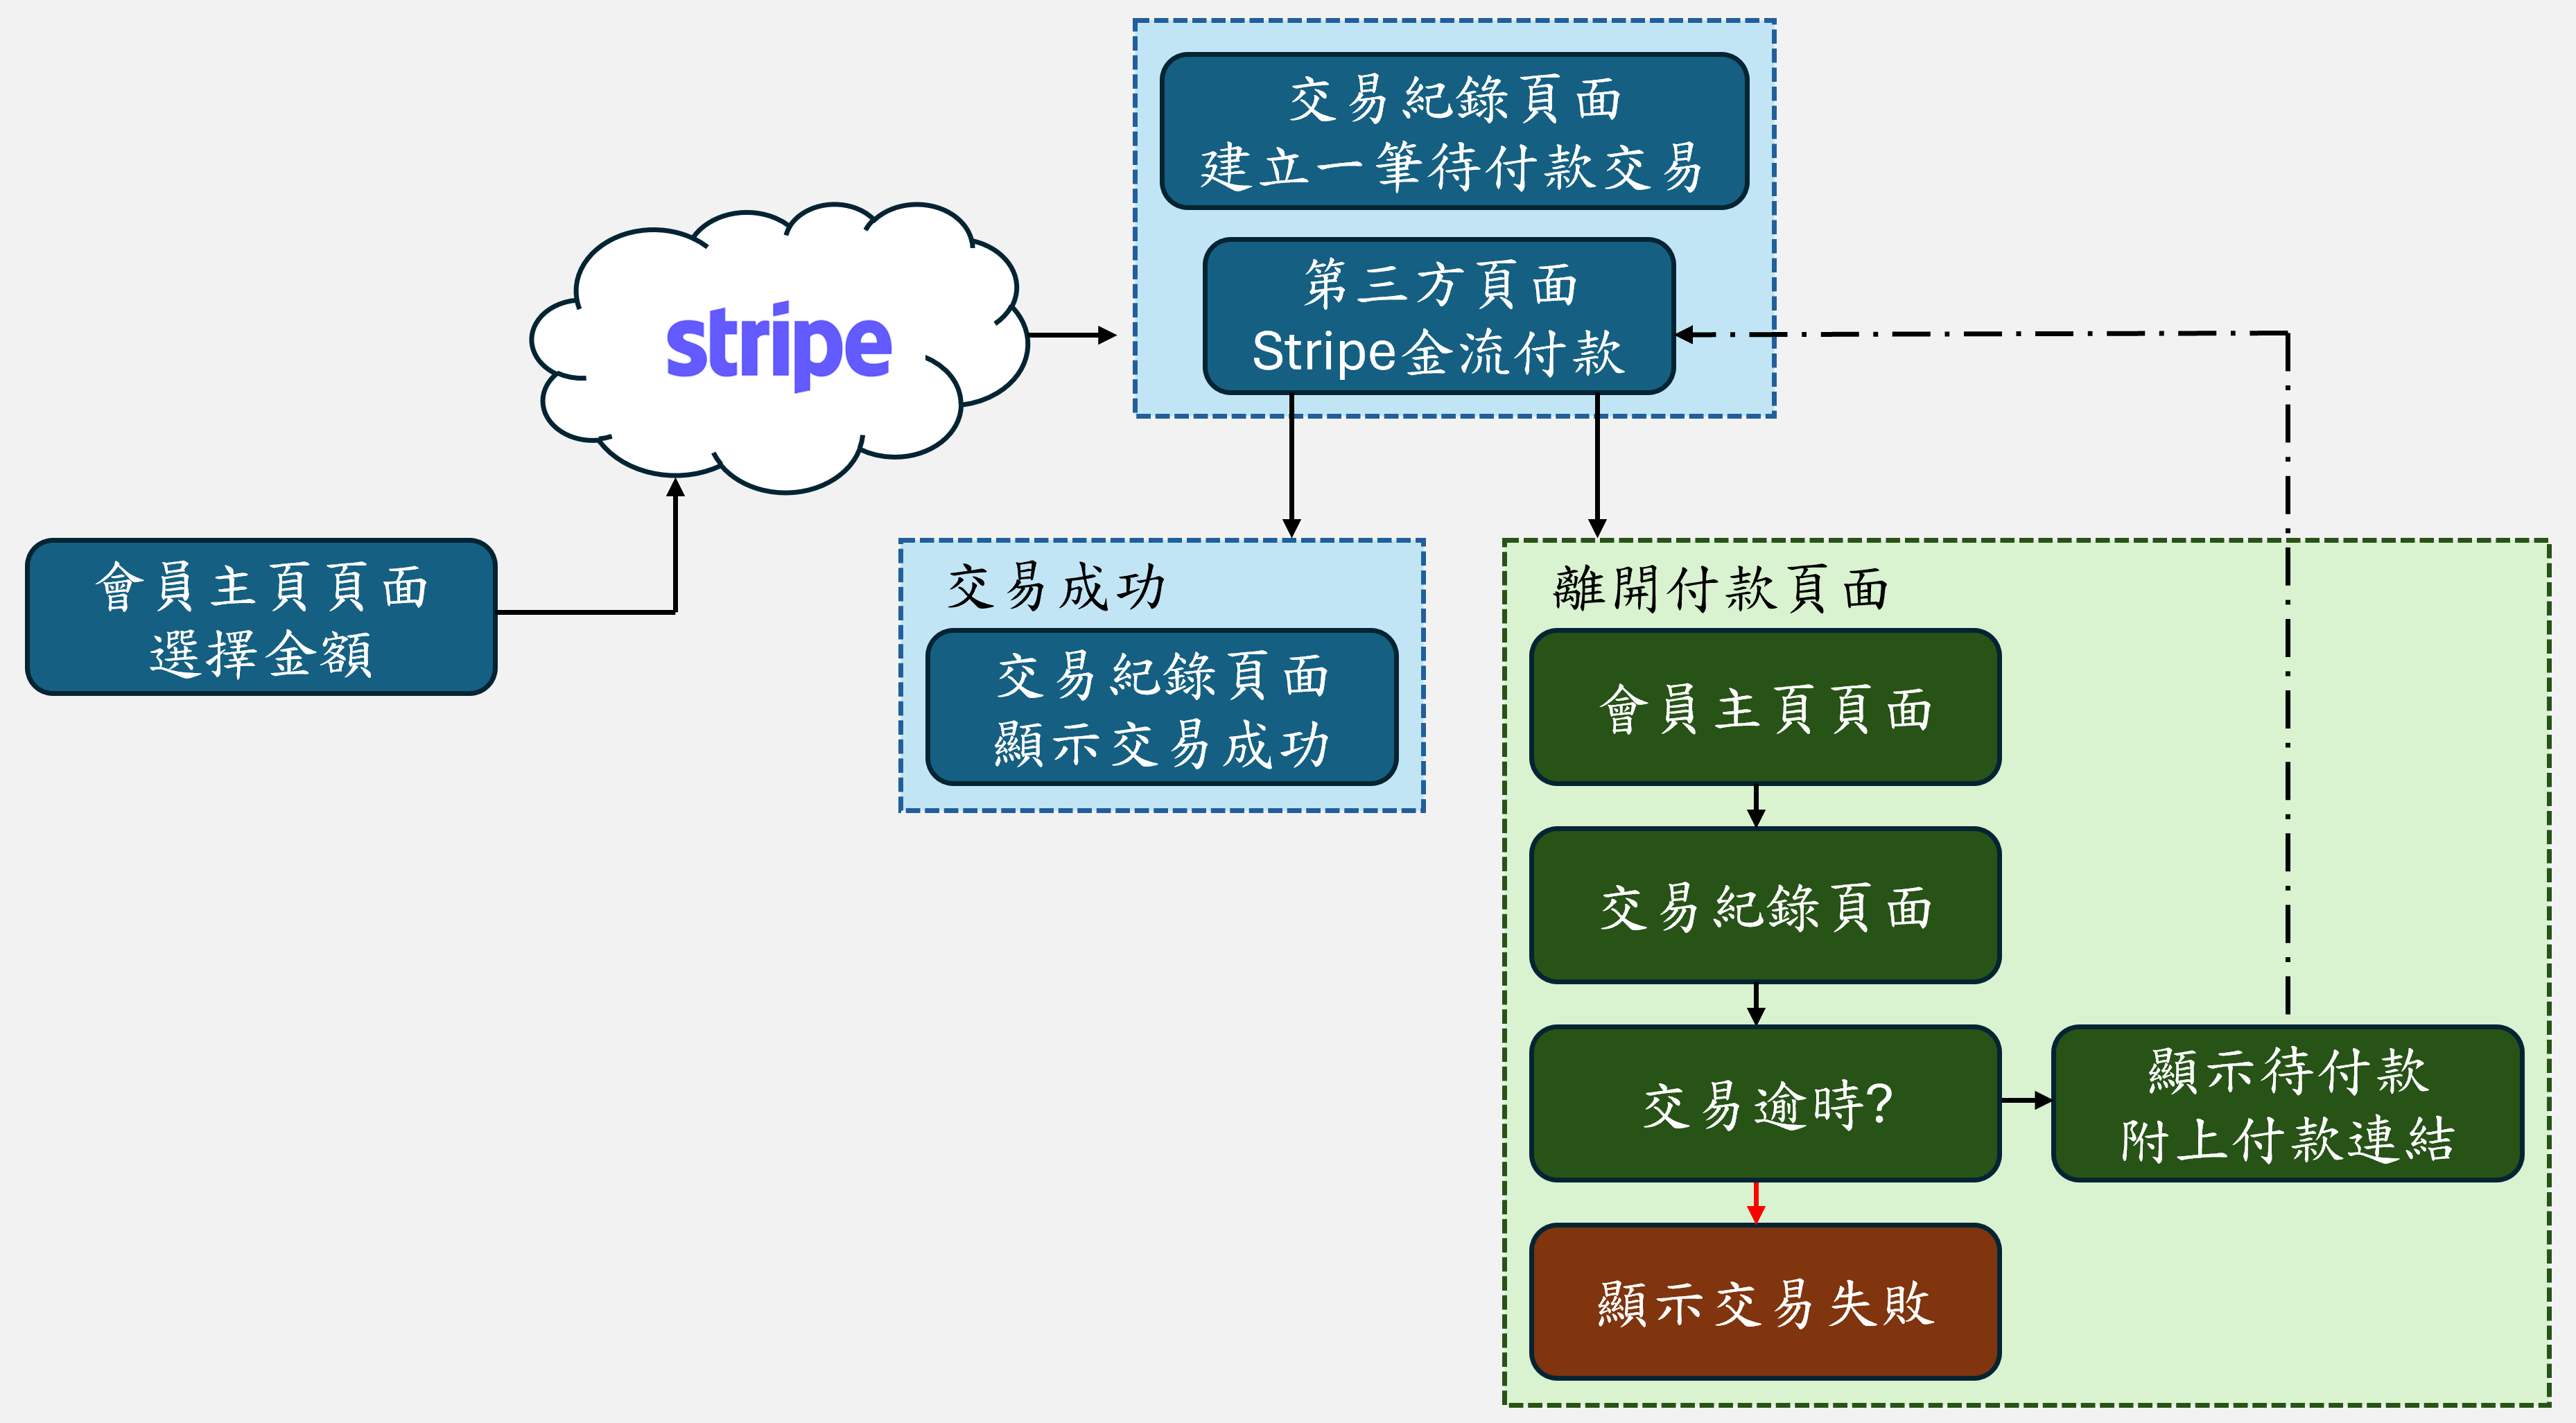 交易紀錄頁面
建立一筆待付款交易
第三方頁面
Stripe金流付款
stripe
會員主頁頁面
選擇金額
交易成功
交易紀錄頁面
顯示交易成功
離開付款頁面
會員主頁頁面
交易紀錄頁面
交易逾時?
顯示待付款
附上付款連結
顯示交易失敗